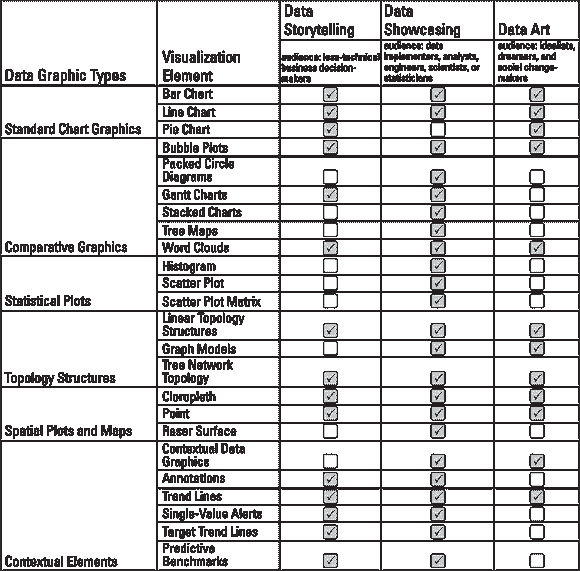 Data Graphic Types
Visualization
Element
Data
Storytelling
audience: less-technical
business decision-
makers
Data
Showcasing
audience: data
implementers, analysts,
engineers, scientists, or
statisticians
Data Art
audience: idealists,
dreamers, and
social change-
makers
Standard Chart Graphics
Bar Chart
Line Chart
Pie Chart
Comparative Graphics
Bubble Plots
Packed Circle
Diagrams
Gantt Charts
Stacked Charts
Tree Maps
Word Clouds
Statistical Plots
Histogram
Scatter Plot
Scatter Plot Matrix
Topology Structures
Linear Topology
Structures
Graph Models
Tree Network
Topology
Spatial Plots and Maps
Cloropleth
Point
Raser Surface
Contextual Elements
Contextual Data
Graphics
Annotations
Trend Lines
Single-Value Alerts
Target Trend Lines
Predictive
Benchmarks